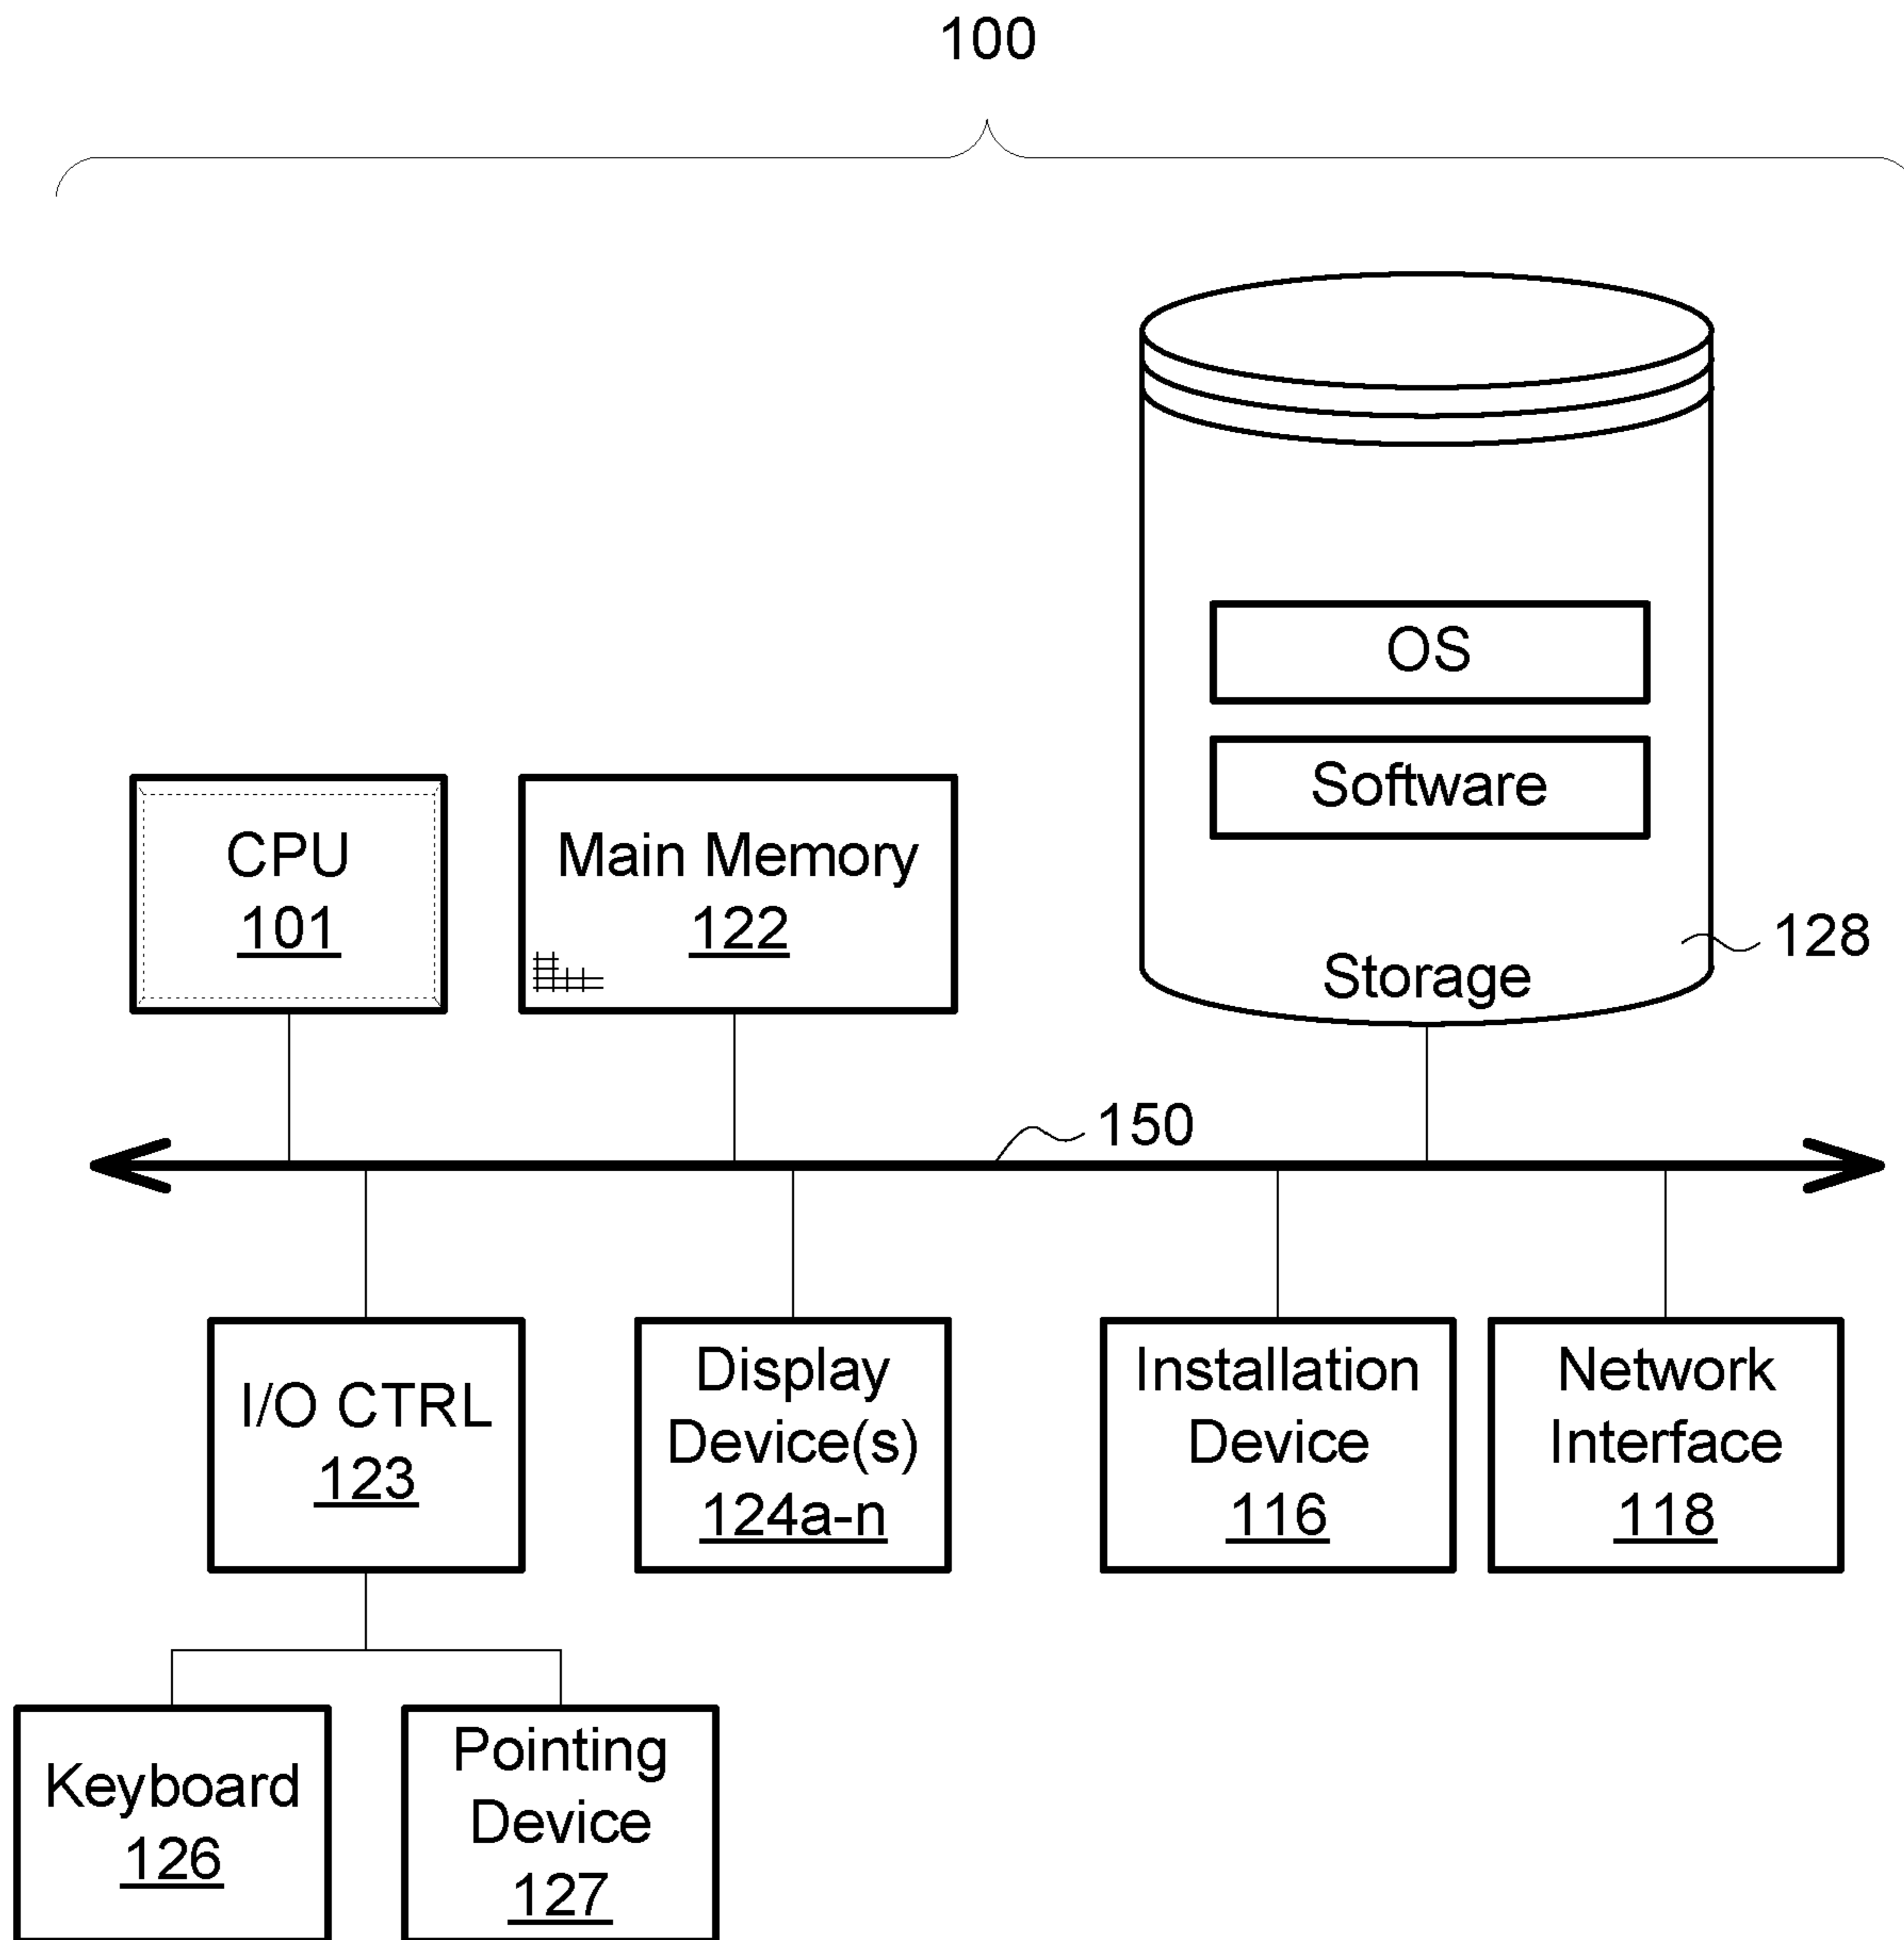 100
OS
Software
CPU
101
Main Memory
122
128
Storage
150
I/O CTRL
123
Display
Device(s)
124a-n
Installation
Device
116
Network
Interface
118
Keyboard
126
Pointing
Device
127